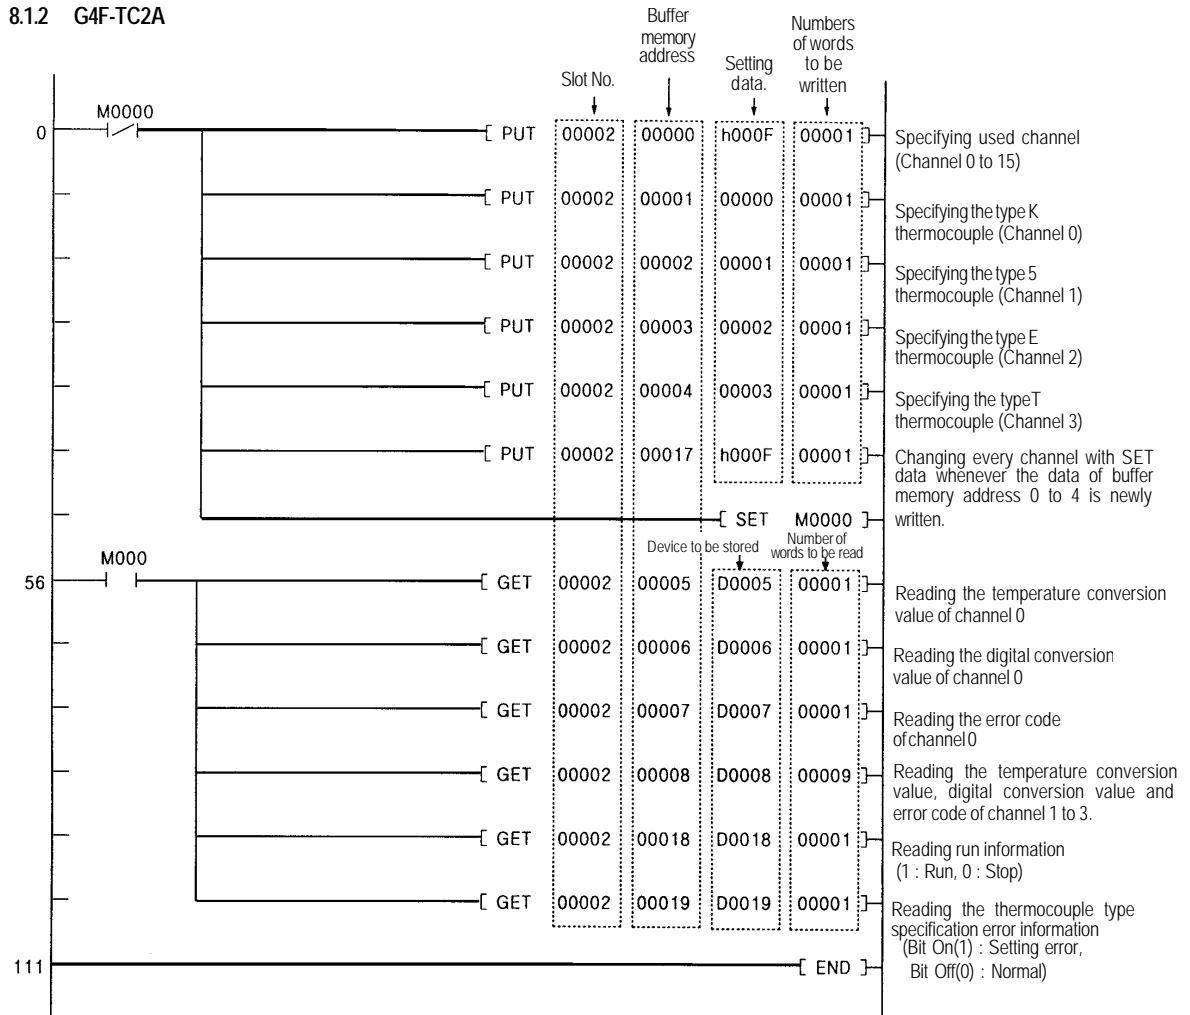 8.1.2 G4F-TC2A
Buffer
memory
address
Numbers
of words
to be
written
Setting
data.
Slot No.
M0000
0 PUT 00002 00000 h000F 00001
Specifying used channel
(Channel 0 to 15)
PUT 00002 00001 00000 00001
Specifying the type K
thermocouple (Channel 0)
PUT 00002 00002 00001 00001
Specifying the type 5
thermocouple (Channel 1)
PUT 00002 00003 00002 00001
Specifying the type E
thermocouple (Channel 2)
PUT 00002 00004 00003 00001
Specifying the type T
thermocouple (Channel 3)
PUT 00002 00017 h000F 00001
Changing every channel with SET
data whenever the data of buffer
memory address 0 to 4 is newly
written.
SET M0000
Device to be stored
Number of
words to be read
M000
56 GET 00002 00005 D0005 00001
Reading the temperature conversion
value of channel 0
GET 00002 00006 D0006 00001
Reading the digital conversion
value of channel 0
GET 00002 00007 D0007 00001
Reading the error code
of channel 0
GET 00002 00008 D0008 00009
Reading the temperature conversion
value, digital conversion value and
error code of channel 1 to 3.
GET 00002 00018 D0018 00001
Reading run information
(1 : Run, 0 : Stop)
GET 00002 00019 D0019 00001
Reading the thermocouple type
specification error information
(Bit On(1) : Setting error,
Bit Off(0) : Normal)
111 END